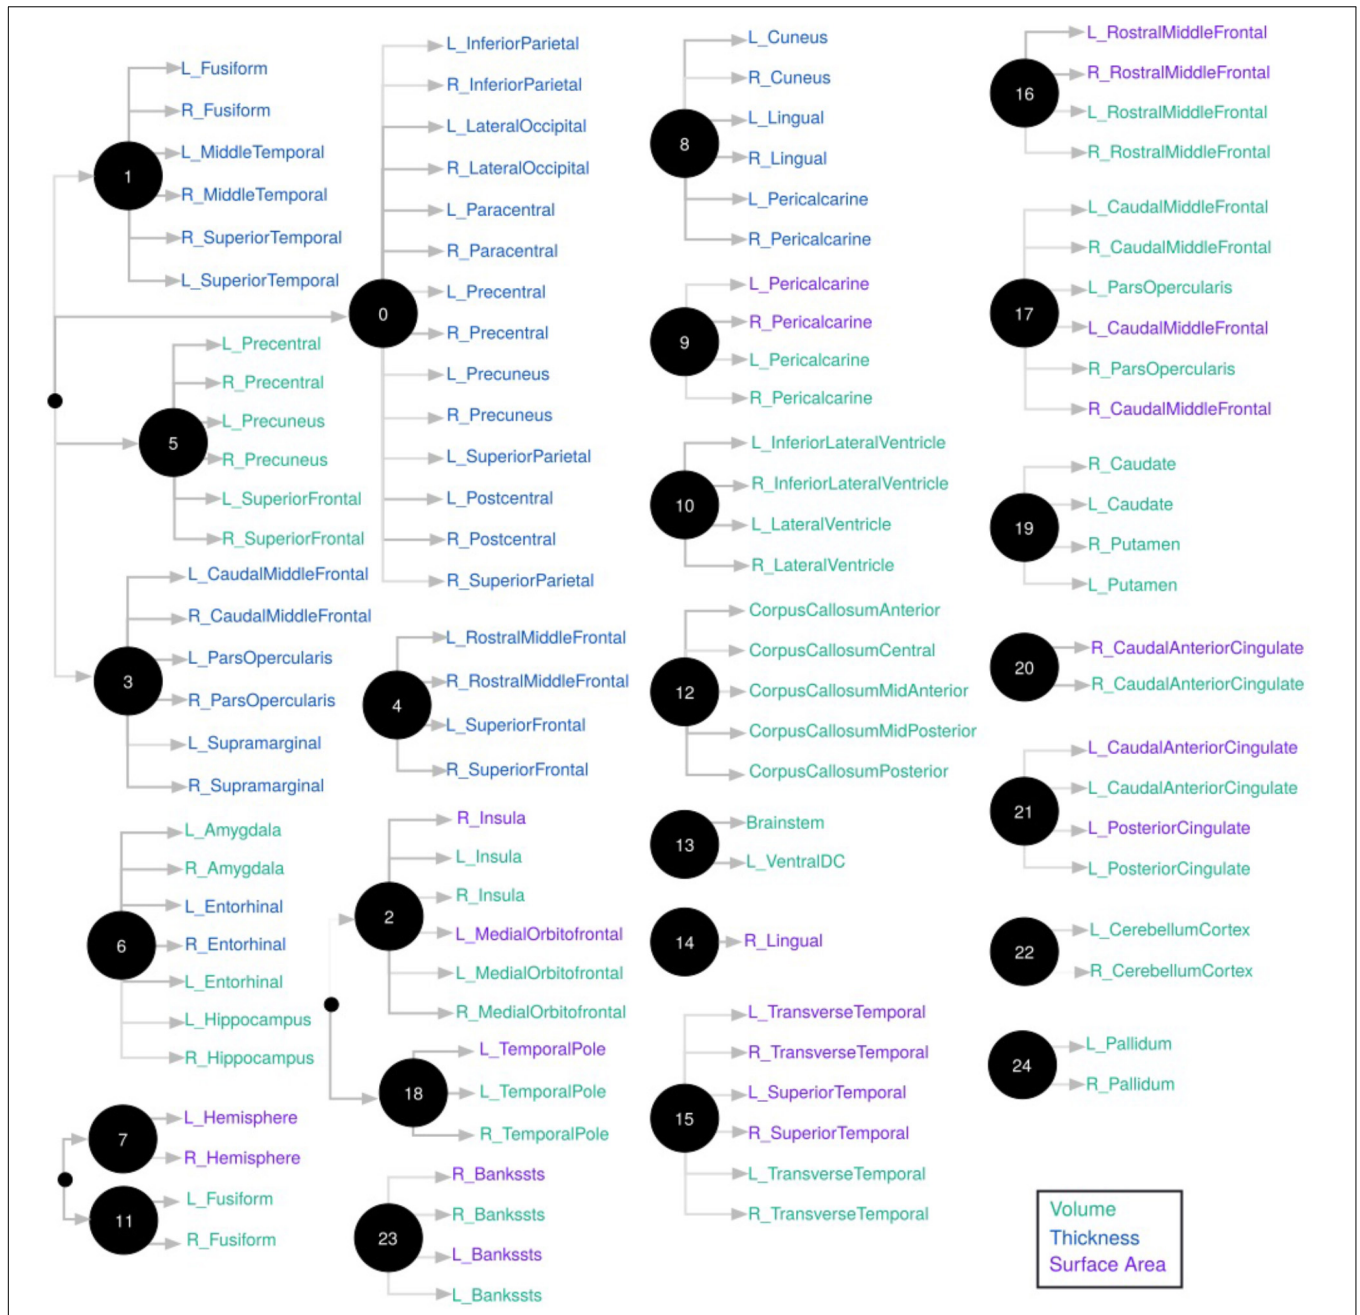 1
L_Fusiform
R_Fusiform
L_MiddleTemporal
R_MiddleTemporal
R_SuperiorTemporal
L_SuperiorTemporal
0
L_InferiorParietal
R_InferiorParietal
L_LateralOccipital
R_LateralOccipital
L_Paracentral
R_Paracentral
L_Precentral
R_Precentral
L_Precuneus
R_Precuneus
L_SuperiorParietal
L_Postcentral
R_Postcentral
R_SuperiorParietal
5
L_Precentral
R_Precentral
L_Precuneus
R_Precuneus
L_SuperiorFrontal
R_SuperiorFrontal
3
L_CaudalMiddleFrontal
R_CaudalMiddleFrontal
L_ParsOpercularis
R_ParsOpercularis
L_Supramarginal
R_Supramarginal
4
L_RostralMiddleFrontal
R_RostralMiddleFrontal
L_SuperiorFrontal
R_SuperiorFrontal
6
L_Amygdala
R_Amygdala
L_Entorhinal
R_Entorhinal
L_Entorhinal
L_Hippocampus
R_Hippocampus
2
R_Insula
L_Insula
R_Insula
L_MedialOrbitofrontal
L_MedialOrbitofrontal
R_MedialOrbitofrontal
18
L_TemporalPole
L_TemporalPole
R_TemporalPole
7
L_Hemisphere
R_Hemisphere
11
L_Fusiform
R_Fusiform
23
R_Bankssts
R_Bankssts
L_Bankssts
L_Bankssts
8
L_Cuneus
R_Cuneus
L_Lingual
R_Lingual
L_Pericalcarine
R_Pericalcarine
9
L_Pericalcarine
R_Pericalcarine
L_Pericalcarine
R_Pericalcarine
10
L_InferiorLateralVentricle
R_InferiorLateralVentricle
L_LateralVentricle
R_LateralVentricle
12
CorpusCallosumAnterior
CorpusCallosumCentral
CorpusCallosumMidAnterior
CorpusCallosumMidPosterior
CorpusCallosumPosterior
13
Brainstem
L_VentralDC
14
R_Lingual
15
L_TransverseTemporal
R_TransverseTemporal
L_SuperiorTemporal
R_SuperiorTemporal
L_TransverseTemporal
R_TransverseTemporal
16
L_RostralMiddleFrontal
R_RostralMiddleFrontal
L_RostralMiddleFrontal
R_RostralMiddleFrontal
17
L_CaudalMiddleFrontal
R_CaudalMiddleFrontal
L_ParsOpercularis
L_CaudalMiddleFrontal
R_ParsOpercularis
R_CaudalMiddleFrontal
19
R_Caudate
L_Caudate
R_Putamen
L_Putamen
20
R_CaudalAnteriorCingulate
R_CaudalAnteriorCingulate
21
L_CaudalAnteriorCingulate
L_CaudalAnteriorCingulate
L_PosteriorCingulate
L_PosteriorCingulate
22
L_CerebellumCortex
R_CerebellumCortex
24
L_Pallidum
R_Pallidum
Volume
Thickness
Surface Area